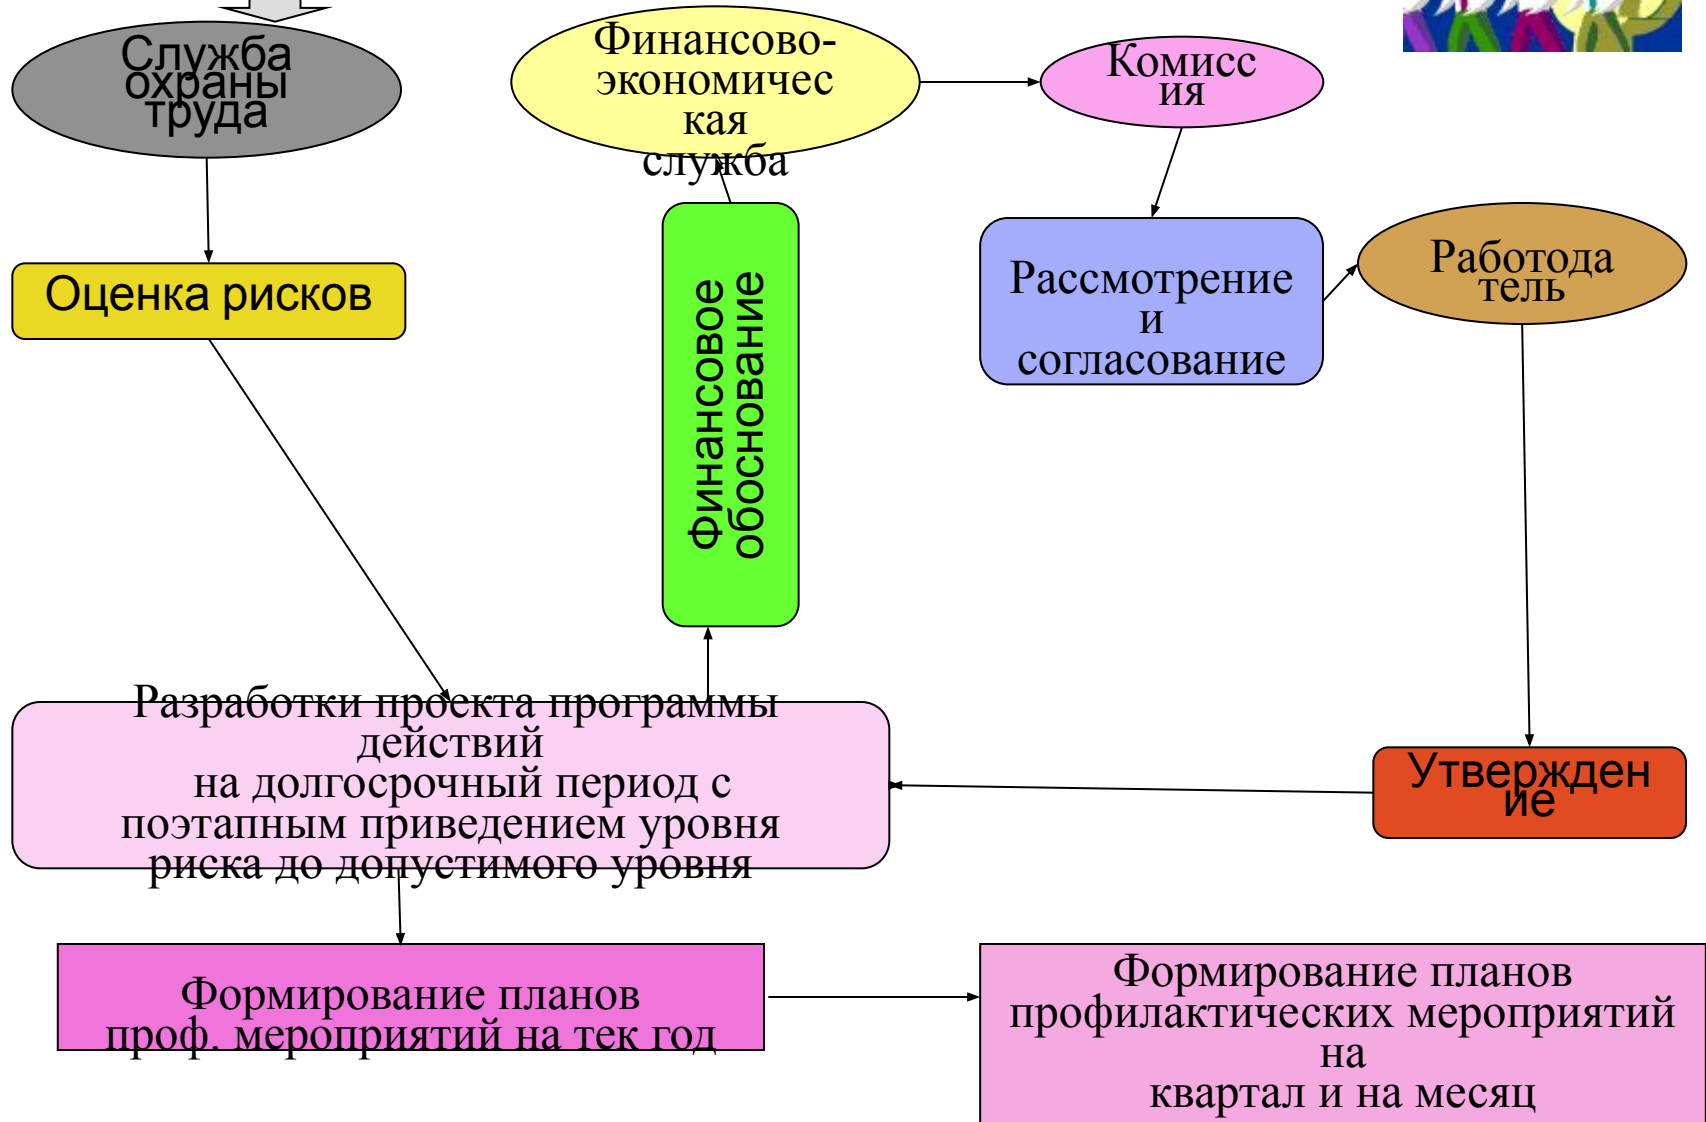 Служба
охраны
труда
Финансово-
экономичес
кая
служба
Комисс
ия
Оценка рисков
Финансовое
обоснование
Рассмотрение
и
согласование
Работода
тель
Разработки проекта программы
действий
на долгосрочный период с
поэтапным приведением уровня
риска до допустимого уровня
Утвержден
ие
Формирование планов
проф. мероприятий на тек год
Формирование планов
профилактических мероприятий
на
квартал и на месяц